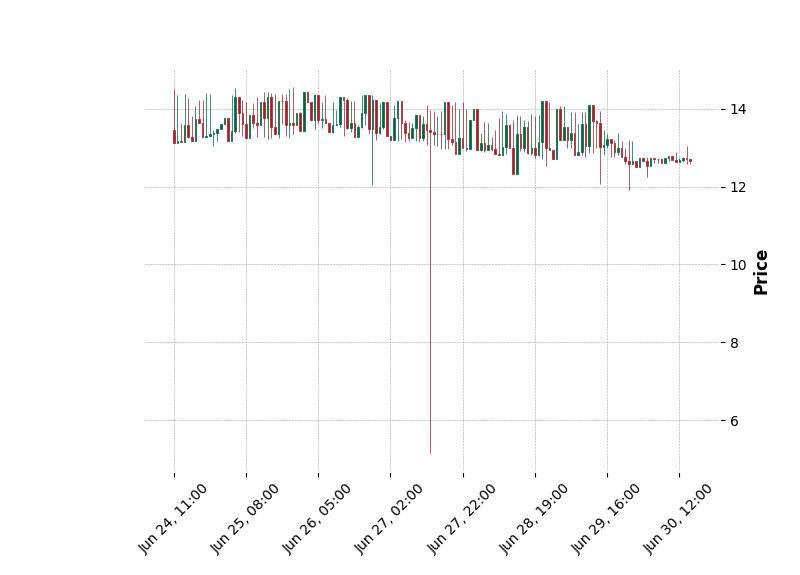 14
12
10
8
6
Price
Jun 24, 11:00
Jun 25, 08:00
Jun 26, 05:00
Jun 27, 02:00
Jun 27, 22:00
Jun 28, 19:00
Jun 29, 16:00
Jun 30, 12:00